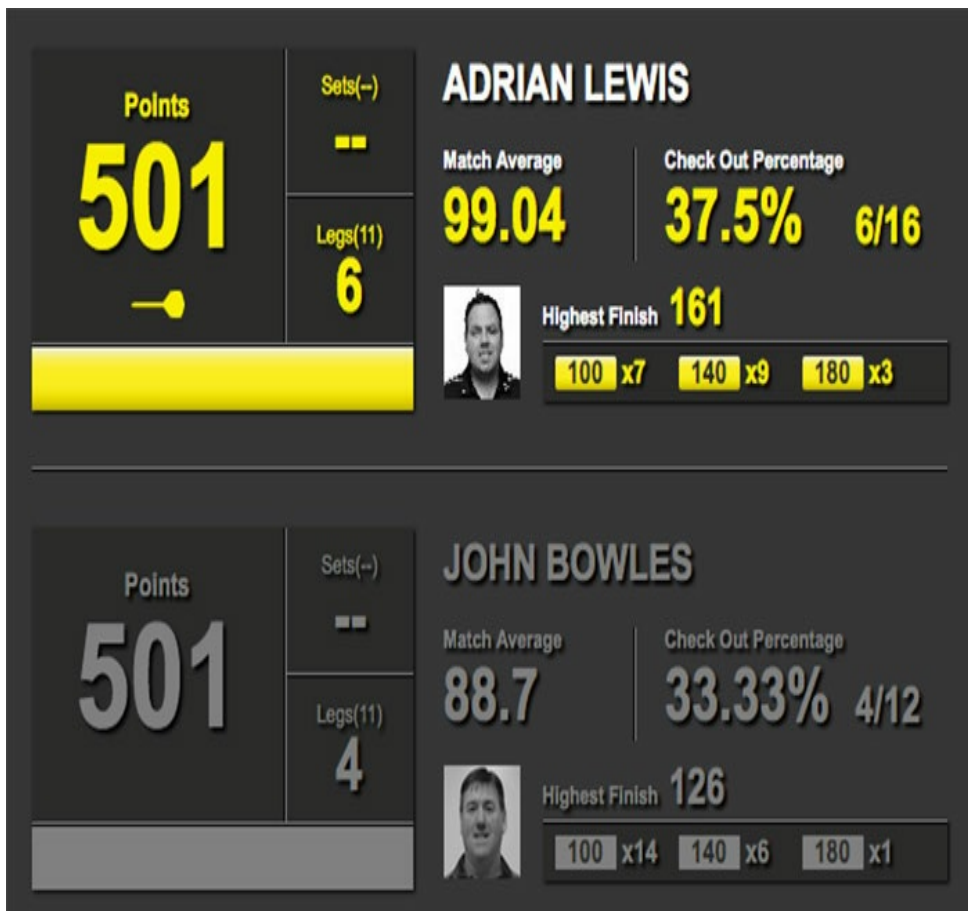 ADRIAN LEWIS
Points
501
Sets(--)
--
Legs(11)
6
Match Average
99.04
Check Out Percentage
37.5% 6/16
Highest Finish 161
100 x7 140 x9 180 x3
JOHN BOWLES
Points
501
Sets(--)
--
Legs(11)
4
Match Average
88.7
Check Out Percentage
33.33% 4/12
Highest Finish 126
100 x14 140 x6 180 x1